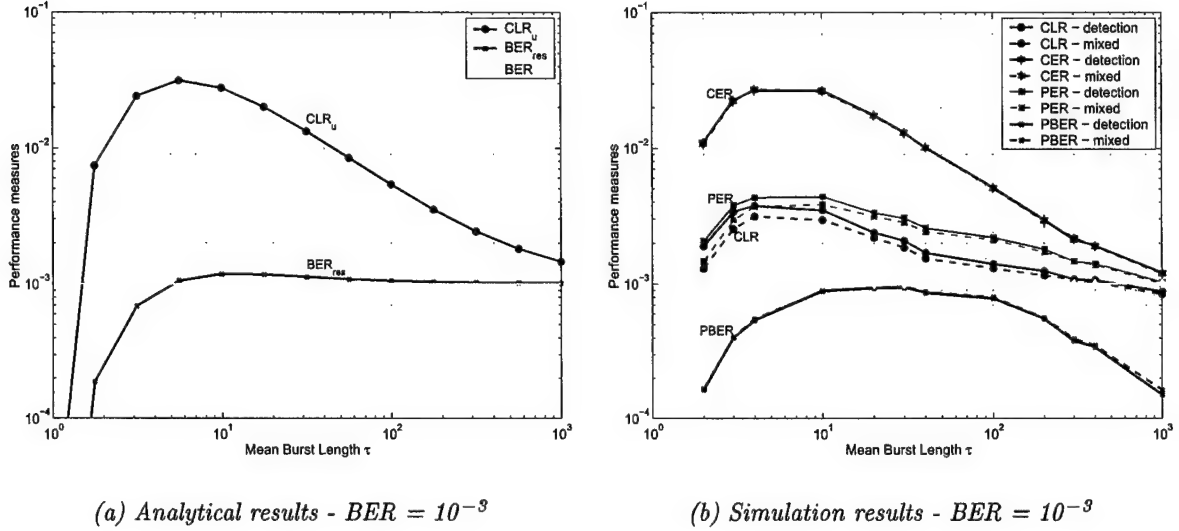 10^-1
10^-2
10^-3
10^-4
Performance measures
CLR_u
BER_res
BER
CLR_u
BER_res
10^0
10^1
10^2
10^3
Mean Burst Length τ
(a) Analytical results - BER = 10^-3
10^-1
10^-2
10^-3
10^-4
Performance measures
CLR – detection
CLR – mixed
CER – detection
CER – mixed
PER – detection
PER – mixed
PBER – detection
PBER – mixed
CER
PER
CLR
PBER
10^0
10^1
10^2
10^3
Mean Burst Length τ
(b) Simulation results - BER = 10^-3